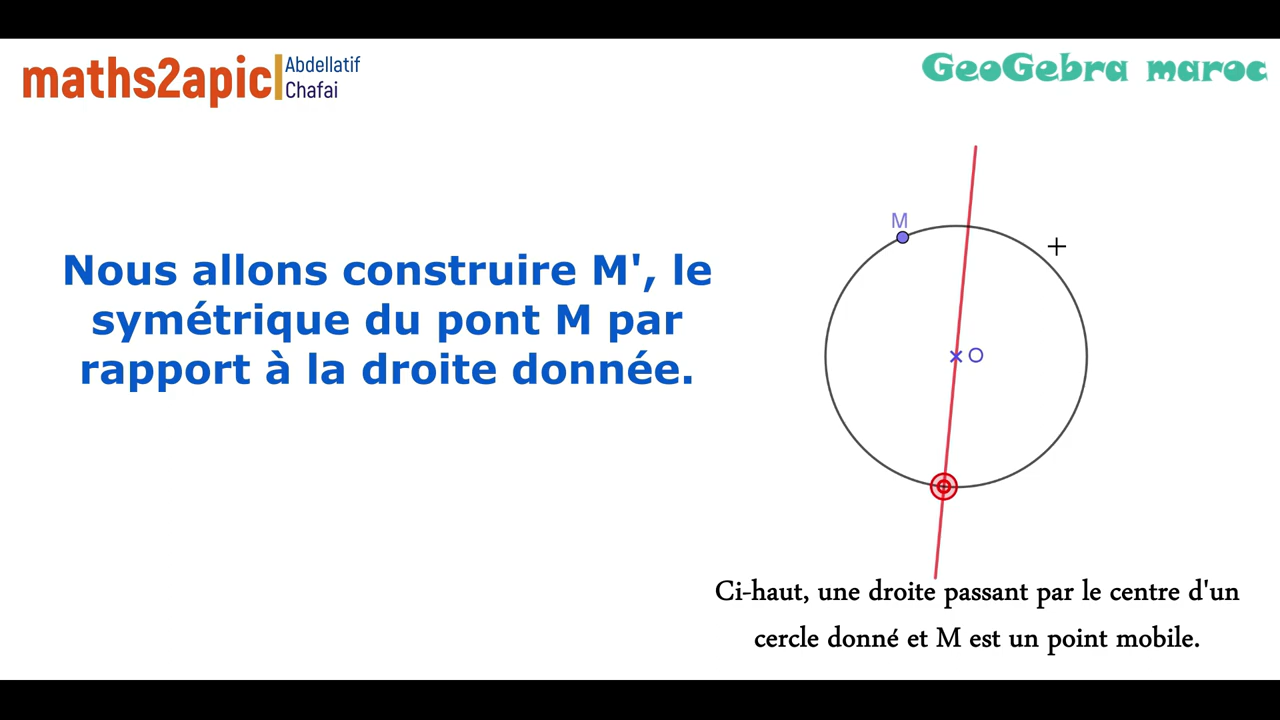 maths2apic
Abdellatif
Chafai
GeoGebra maroc
Nous allons construire M', le
symétrique du pont M par
rapport à la droite donnée.
M
O
Ci-haut, une droite passant par le centre d'un
cercle donné et M est un point mobile.